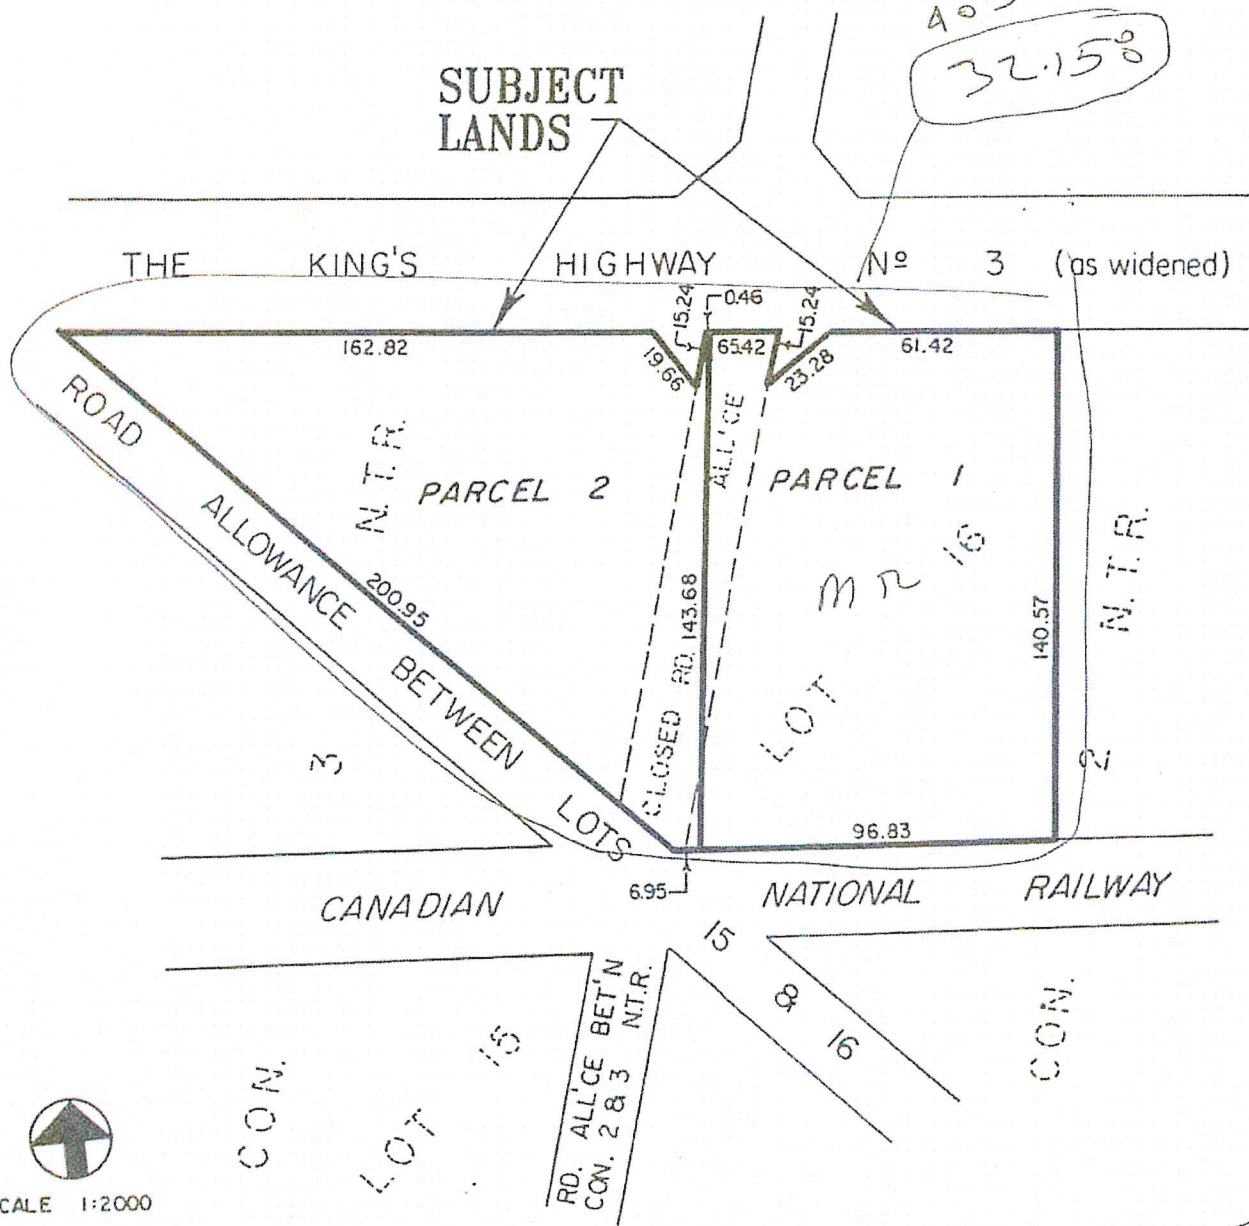 32.158
SUBJECT
LANDS
THE KING'S HIGHWAY Nº 3 (as widened)
0.46
15.24
15.24
162.82
19.66
65.42
23.28
61.42
ROAD ALLOWANCE BETWEEN LOTS
N.T.R.
PARCEL 2
ALL'CE
PARCEL 1
200.95
CLOSED RD.
143.68
LOT 16
140.57
N.T.R.
3
2
96.83
6.95
CANADIAN NATIONAL RAILWAY
15 & 16
RD. ALL'CE BET'N
CON. 2 & 3 N.T.R.
CON.
LOT 15
CON.
CALE 1:2000